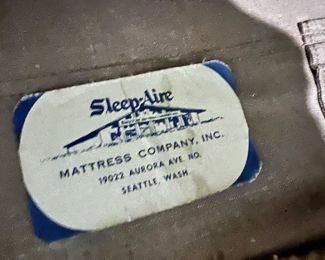 Sleep-Aire
MATTRESS COMPANY, INC.
19022 AURORA AVE. NO.
SEATTLE, WASH.